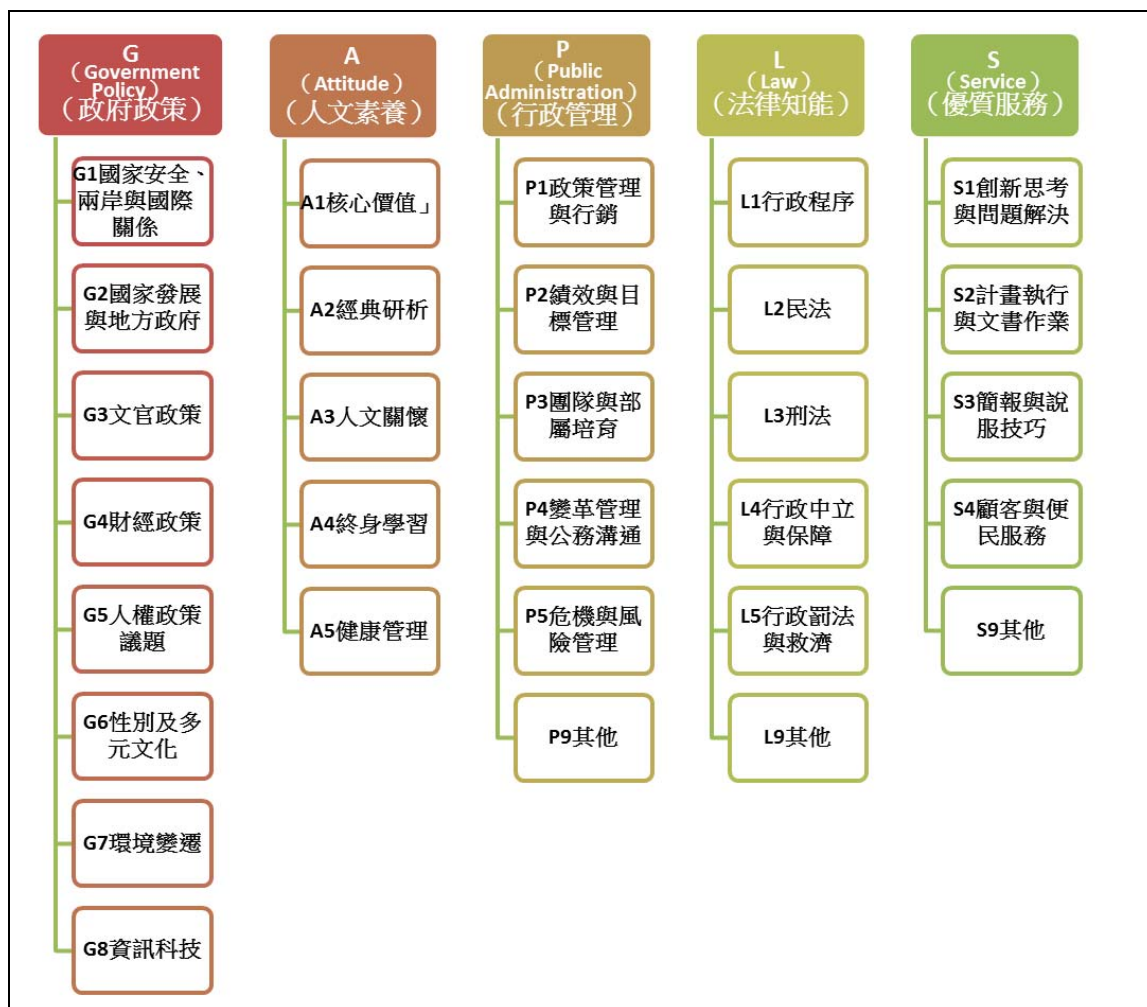 G
（Government
Policy）
（政府政策）
G1國家安全、
兩岸與國際
關係
G2國家發展
與地方政府
G3文官政策
G4財經政策
G5人權政策
議題
G6性別及多
元文化
G7環境變遷
G8資訊科技
A
（Attitude）
（人文素養）
A1核心價值」
A2經典研析
A3人文關懷
A4終身學習
A5健康管理
P
（Public
Administration）
（行政管理）
P1政策管理
與行銷
P2績效與目
標管理
P3團隊與部
屬培育
P4變革管理
與公務溝通
P5危機與風
險管理
P9其他
L
（Law）
（法律知能）
L1行政程序
L2民法
L3刑法
L4行政中立
與保障
L5行政罰法
與救濟
L9其他
S
（Service）
（優質服務）
S1創新思考
與問題解決
S2計畫執行
與文書作業
S3簡報與說
服技巧
S4顧客與便
民服務
S9其他